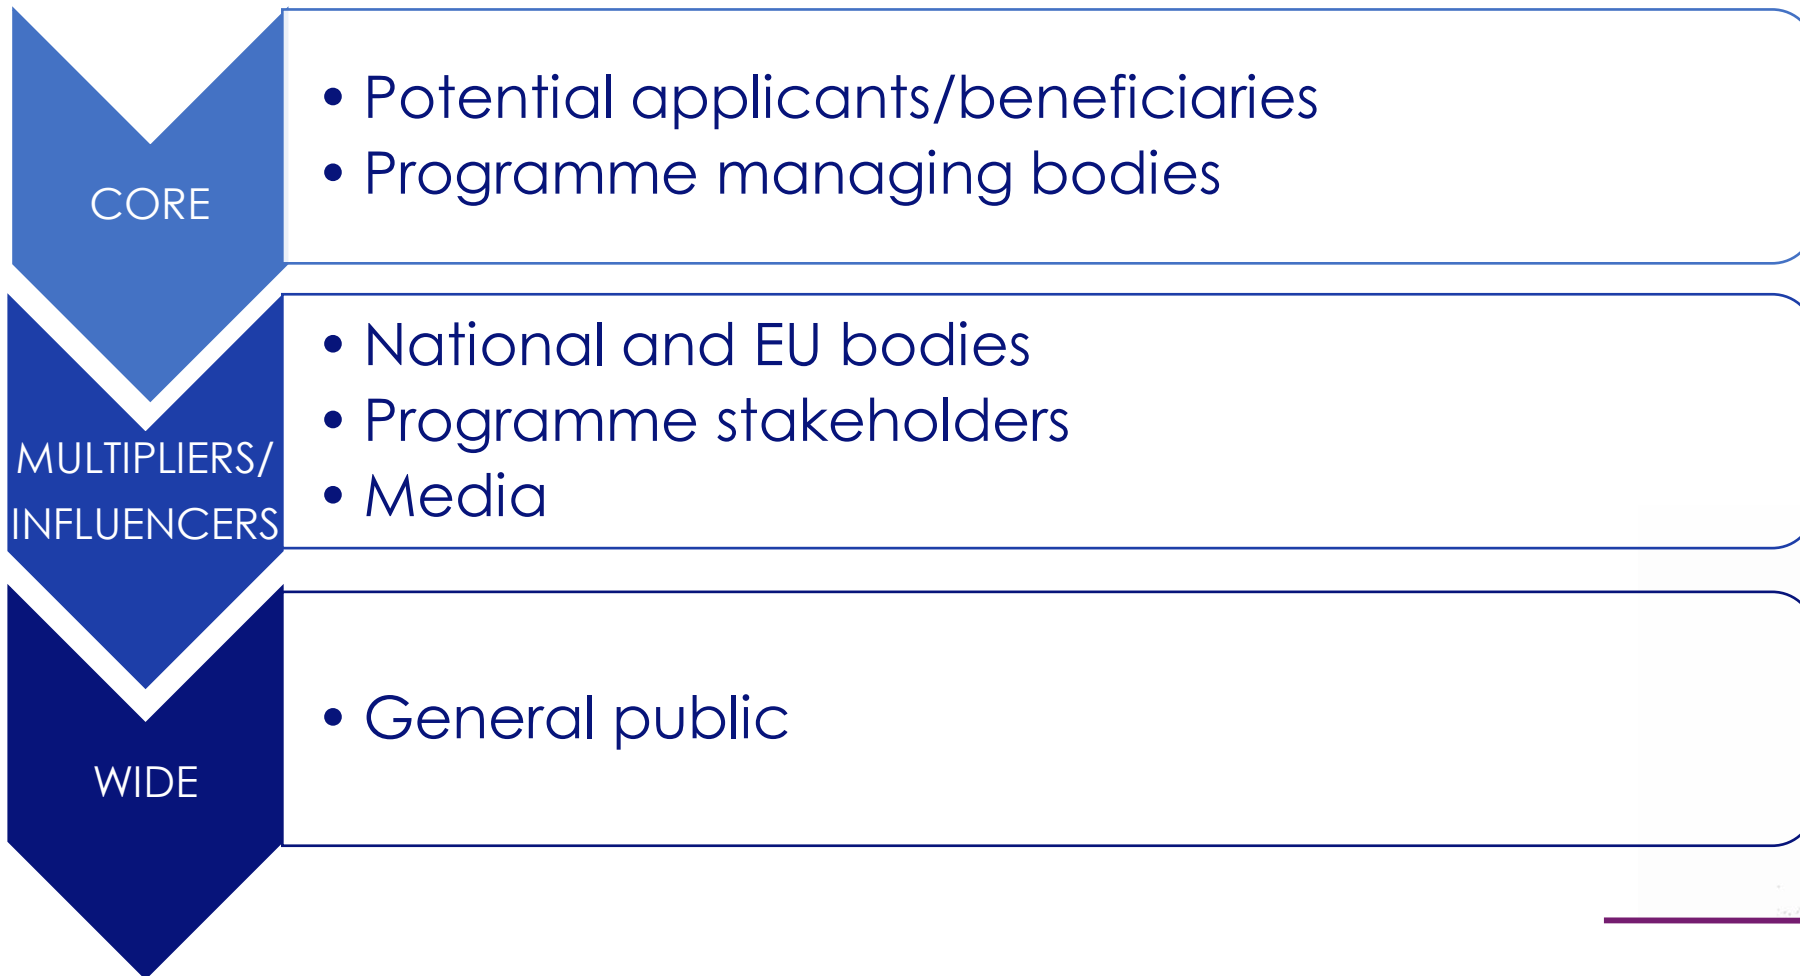 CORE
• Potential applicants/beneficiaries
• Programme managing bodies
MULTIPLIERS/
INFLUENCERS
• National and EU bodies
• Programme stakeholders
• Media
WIDE
• General public